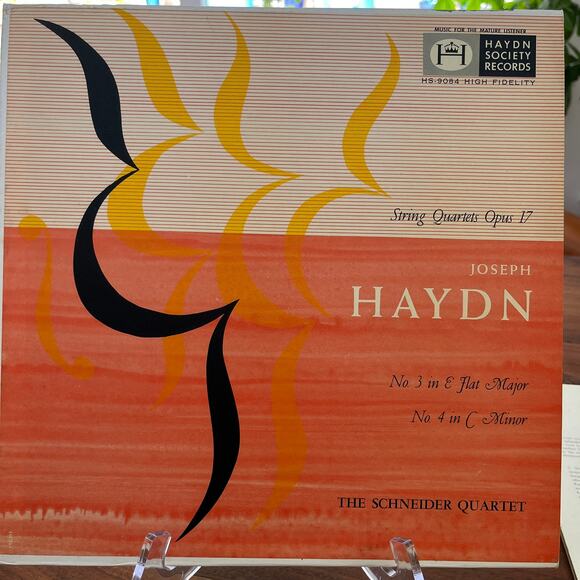 MUSIC FOR THE MATURE LISTENER
H
HAYDN
SOCIETY
RECORDS
HS-9084 HIGH FIDELITY
String Quartets Opus 17
JOSEPH
HAYDN
No. 3 in E Flat Major
No. 4 in C Minor
THE SCHNEIDER QUARTET